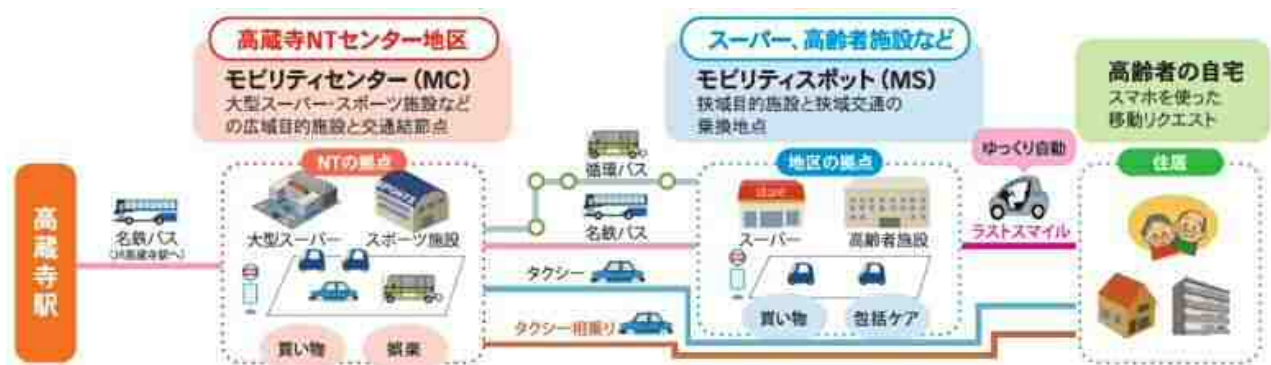 高蔵寺NTセンター地区
モビリティセンター(MC)
大型スーパー・スポーツ施設など
の広域目的施設と交通結節点
スーパー、高齢者施設など
モビリティスポット(MS)
狭域目的施設と狭域交通の
乗換地点
高齢者の自宅
スマホを使った
移動リクエスト
高蔵寺駅
名鉄バス
(JR高蔵寺駅へ)
NTの拠点
大型スーパー
スポーツ施設
買い物
娯楽
循環バス
名鉄バス
タクシー
タクシー相乗り
地区の拠点
store
スーパー
高齢者施設
買い物
包括ケア
ゆっくり自動
ラストスマイル
住居